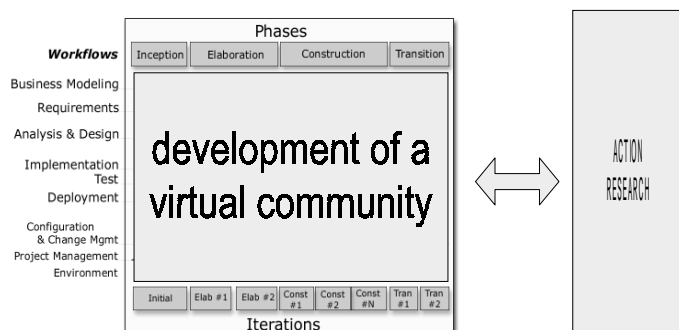 Phases
Workflows
Inception
Elaboration
Construction
Transition
Business Modeling
Requirements
Analysis & Design
Implementation
Test
Deployment
Configuration
& Change Mgmt
Project Management
Environment
development of a
virtual community
ACTION
RESEARCH
Initial
Elab #1
Elab #2
Const
#1
Const
#2
Const
#N
Tran
#1
Tran
#2
Iterations